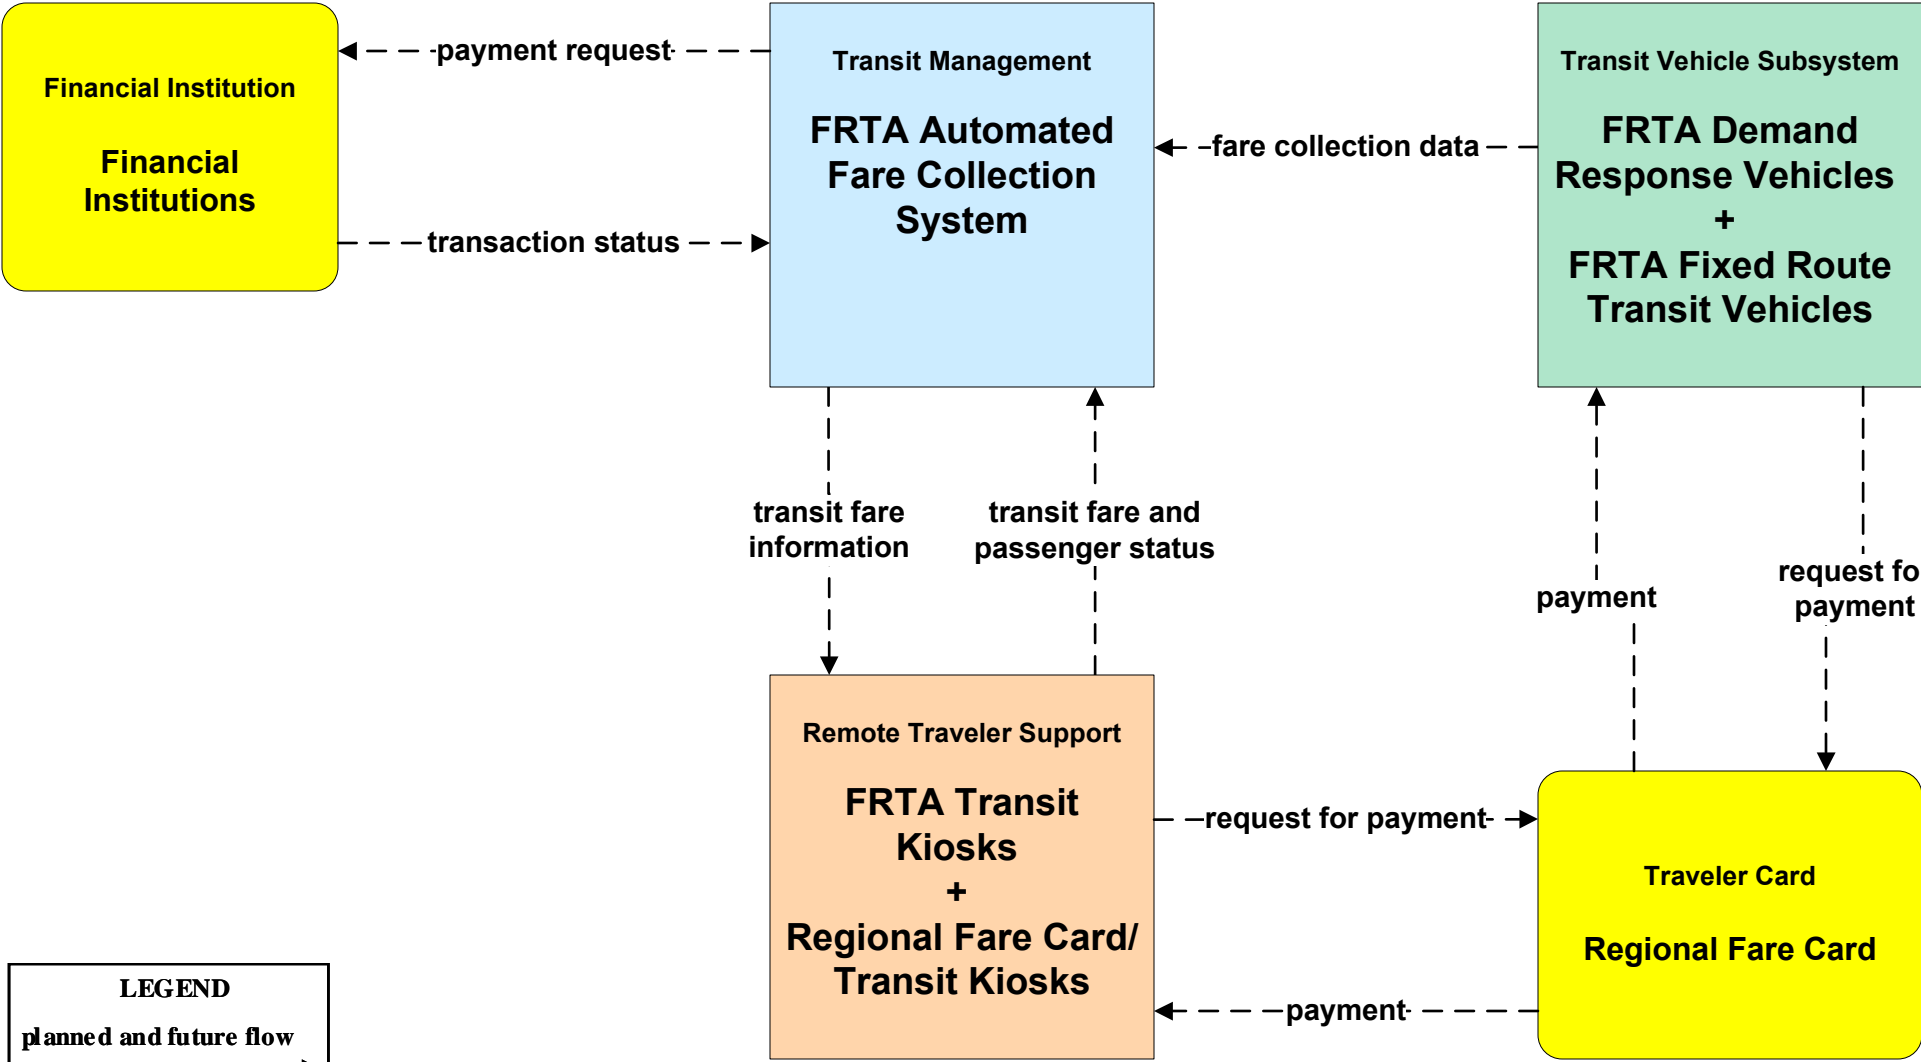 payment request
Financial Institution
Financial
Institutions
transaction status
Transit Management
FRTA Automated
Fare Collection
System
fare collection data
Transit Vehicle Subsystem
FRTA Demand
Response Vehicles
+
FRTA Fixed Route
Transit Vehicles
transit fare
information
transit fare and
passenger status
payment
request fo
payment
Remote Traveler Support
FRTA Transit
Kiosks
+
Regional Fare Card/
Transit Kiosks
request for payment
payment
Traveler Card
Regional Fare Card
LEGEND
planned and future flow